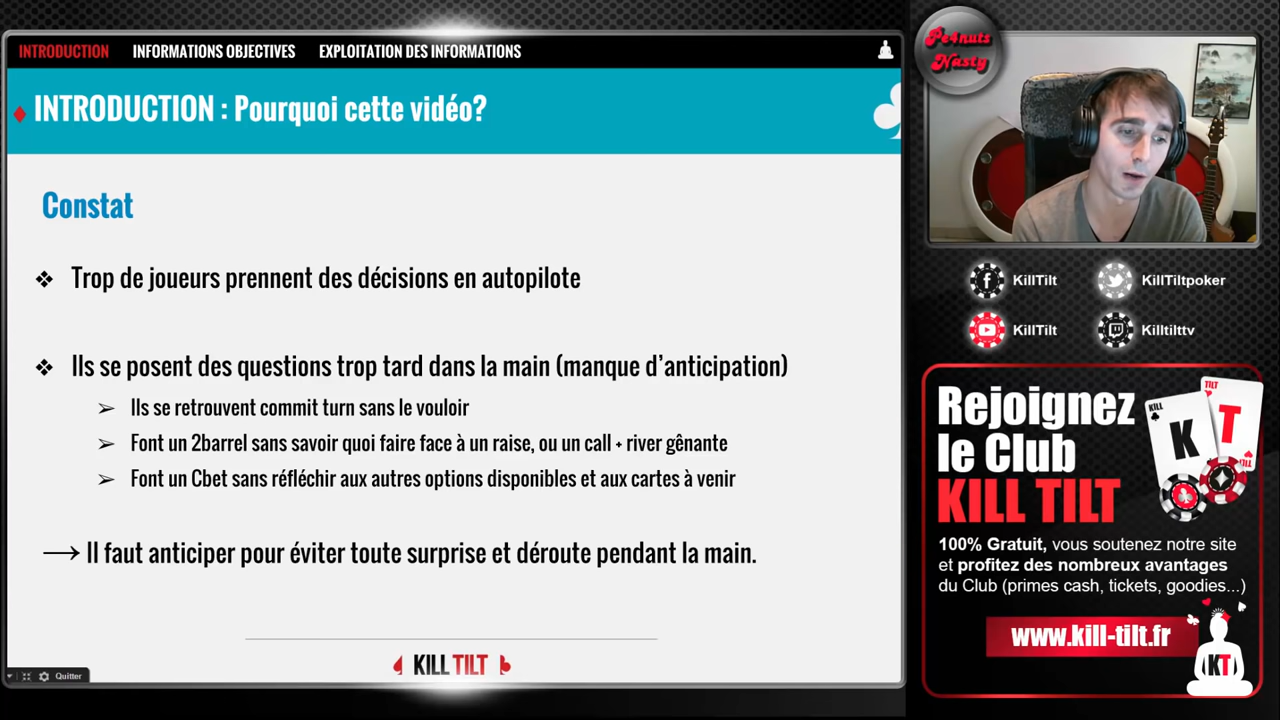 INTRODUCTION INFORMATIONS OBJECTIVES EXPLOITATION DES INFORMATIONS
INTRODUCTION : Pourquoi cette vidéo?
Constat
❖ Trop de joueurs prennent des décisions en autopilote
❖ Ils se posent des questions trop tard dans la main (manque d'anticipation)
➢ Ils se retrouvent commit turn sans le vouloir
➢ Font un 2barrel sans savoir quoi faire face à un raise, ou un call + river gênante
➢ Font un Cbet sans réfléchir aux autres options disponibles et aux cartes à venir
→ Il faut anticiper pour éviter toute surprise et déroute pendant la main.
KILL TILT
Quitter
Pe4nuts
Nasty
KillTilt KillTiltpoker
KillTilt Killtilttv
Rejoignez
le Club
KILL TILT
KILL
K
TILT
T
TILT
100% Gratuit, vous soutenez notre site
et profitez des nombreux avantages
du Club (primes cash, tickets, goodies...)
www.kill-tilt.fr
KT